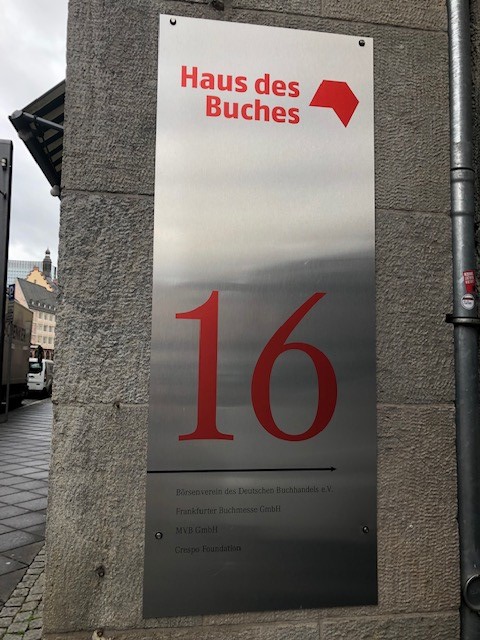 Haus des
Buches
16
Börsenverein des Deutschen Buchhandels e.V.
Frankfurter Buchmesse GmbH
MVB GmbH
Crespo Foundation